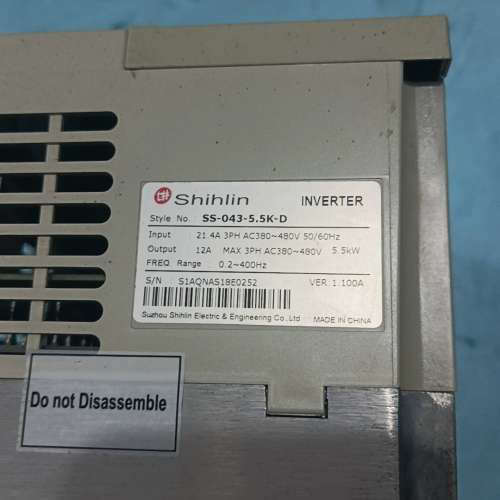 Shihlin INVERTER
Style No. SS-043-5.5K-D
Input 21.4A 3PH AC380~480V 50/60Hz
Output 12A MAX 3PH AC380~480V 5.5kW
FREQ. Range 0.2~400Hz
S/N S1AQNAS18E0252 VER: 1.100A
Suzhou Shihlin Electric & Engineering Co., Ltd MADE IN CHINA
Do not Disassemble